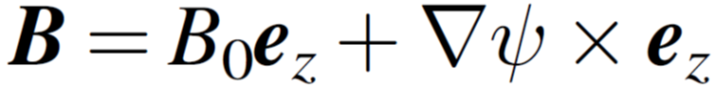 B = B₀e_z + ∇ψ × e_z